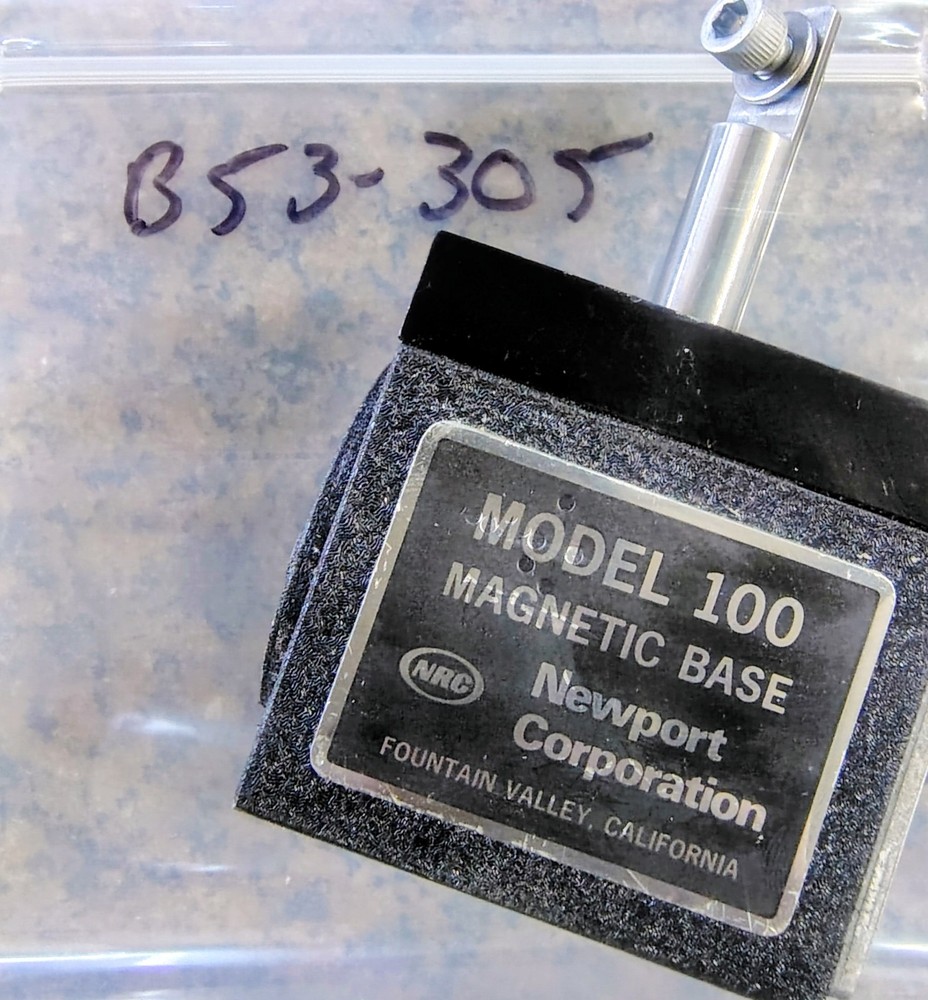 B53-305
MODEL 100
MAGNETIC BASE
NRC
Newport
Corporation
FOUNTAIN VALLEY, CALIFORNIA